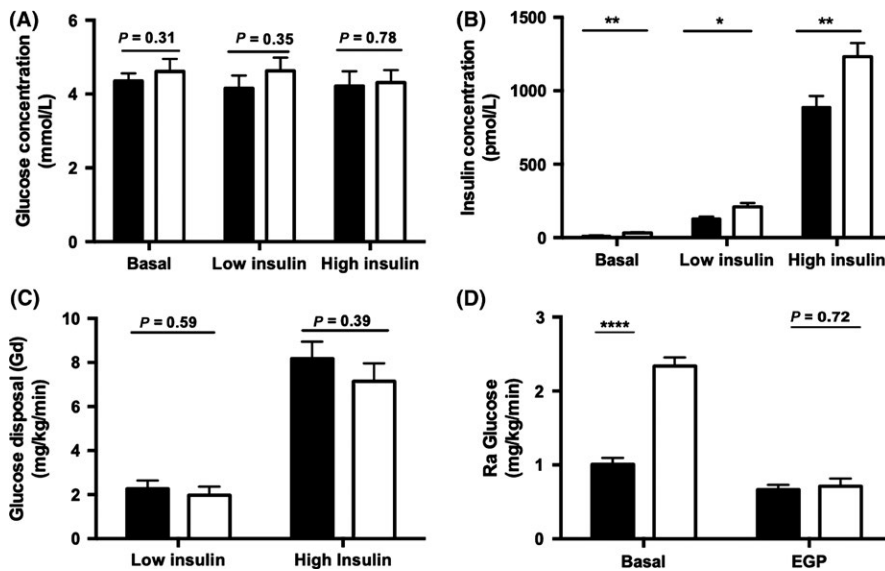 (A)
Glucose concentration
(mmol/L)
6
4
2
0
P = 0.31
P = 0.35
P = 0.78
Basal
Low insulin
High insulin
(B)
Insulin concentration
(pmol/L)
1500
1000
500
0
**
*
**
Basal
Low insulin
High insulin
(C)
Glucose disposal (Gd)
(mg/kg/min)
10
8
6
4
2
0
P = 0.59
P = 0.39
Low insulin
High Insulin
(D)
Ra Glucose
(mg/kg/min)
3
2
1
0
****
P = 0.72
Basal
EGP